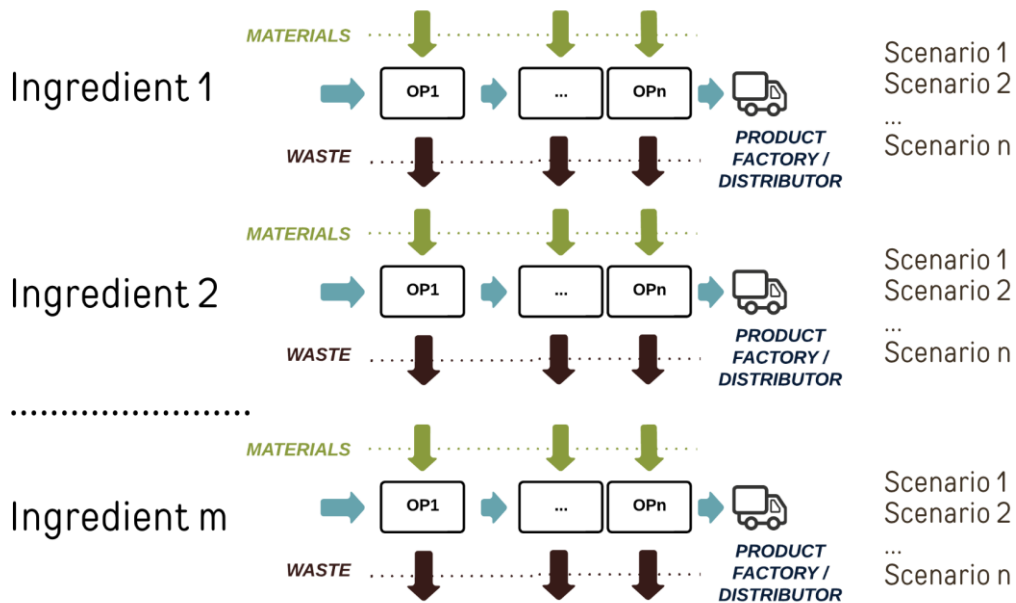 MATERIALS
Ingredient 1
OP1
...
OPn
WASTE
PRODUCT
FACTORY /
DISTRIBUTOR
Scenario 1
Scenario 2
...
Scenario n
MATERIALS
Ingredient 2
OP1
...
OPn
WASTE
PRODUCT
FACTORY /
DISTRIBUTOR
Scenario 1
Scenario 2
...
Scenario n
MATERIALS
Ingredient m
OP1
...
OPn
WASTE
PRODUCT
FACTORY /
DISTRIBUTOR
Scenario 1
Scenario 2
...
Scenario n